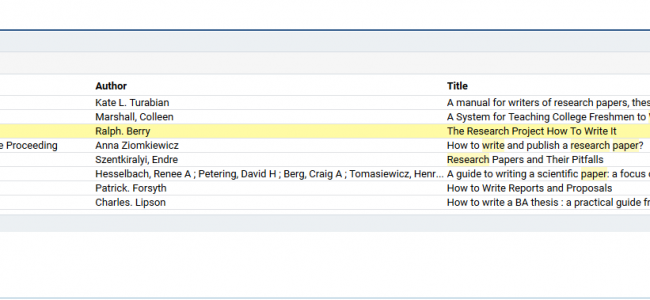 Author Title
Kate L. Turabian A manual for writers of research papers, thes
Marshall, Colleen A System for Teaching College Freshmen to
Ralph. Berry The Research Project How To Write It
e Proceeding Anna Ziomkiewicz How to write and publish a research paper?
Szentkiralyi, Endre Research Papers and Their Pitfalls
Hesselbach, Renee A ; Petering, David H ; Berg, Craig A ; Tomasiewicz, Henr... A guide to writing a scientific paper: a focus
Patrick. Forsyth How to Write Reports and Proposals
Charles. Lipson How to write a BA thesis : a practical guide